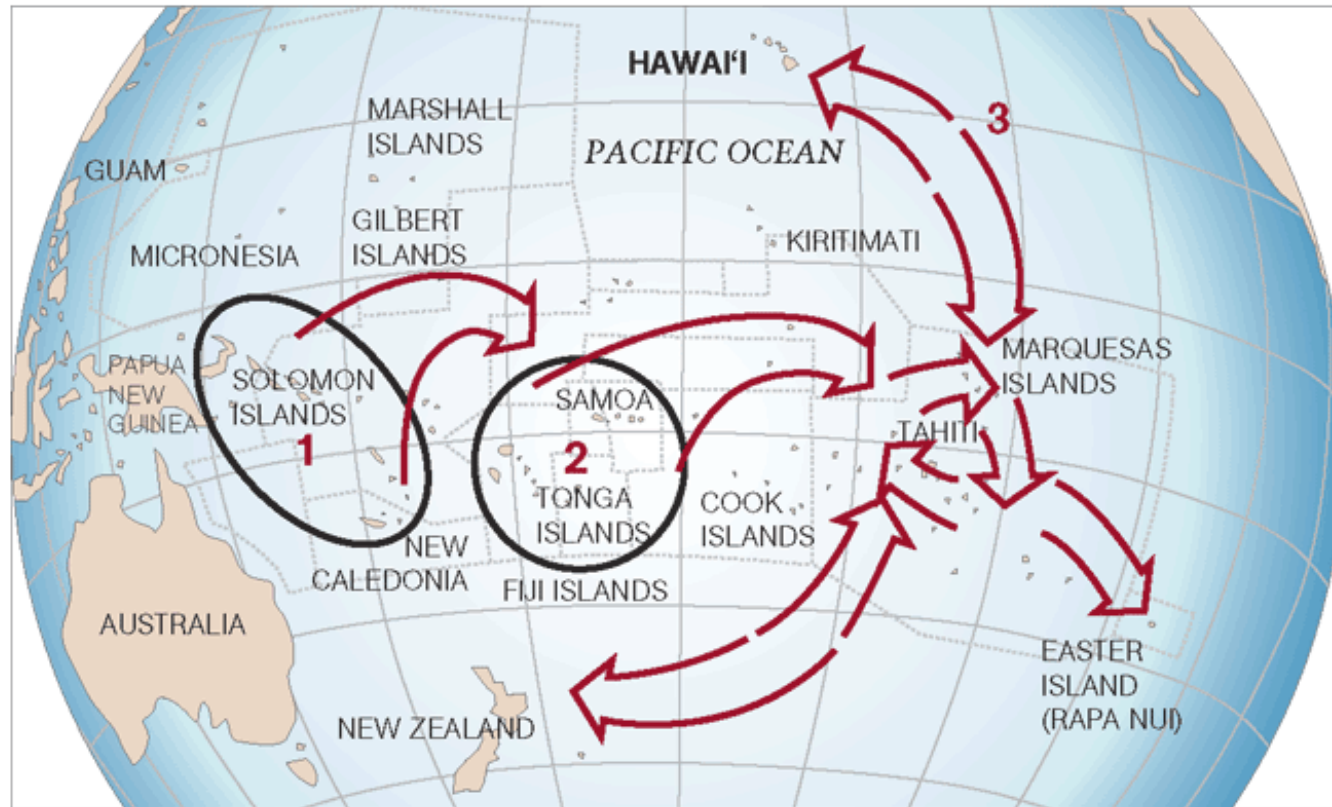 HAWAI‘I
MARSHALL
ISLANDS
3
PACIFIC OCEAN
GUAM
GILBERT
ISLANDS
KIRITIMATI
MICRONESIA
PAPUA
NEW
GUINEA
SOLOMON
ISLANDS
1
MARQUESAS
ISLANDS
SAMOA
TAHITI
2
TONGA
ISLANDS
COOK
ISLANDS
NEW
CALEDONIA
FIJI ISLANDS
AUSTRALIA
EASTER
ISLAND
(RAPA NUI)
NEW ZEALAND